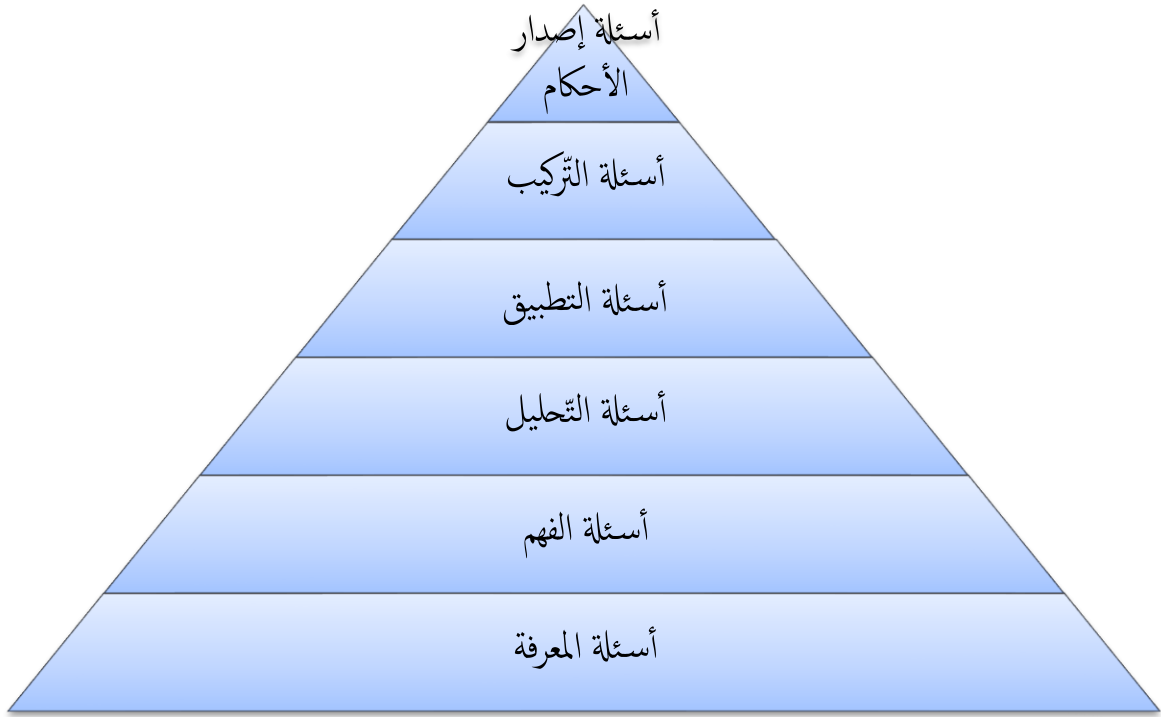 أسئلة إصدار
الأحكام
أسئلة التّركيب
أسئلة التطبيق
أسئلة التّحليل
أسئلة الفهم
أسئلة المعرفة